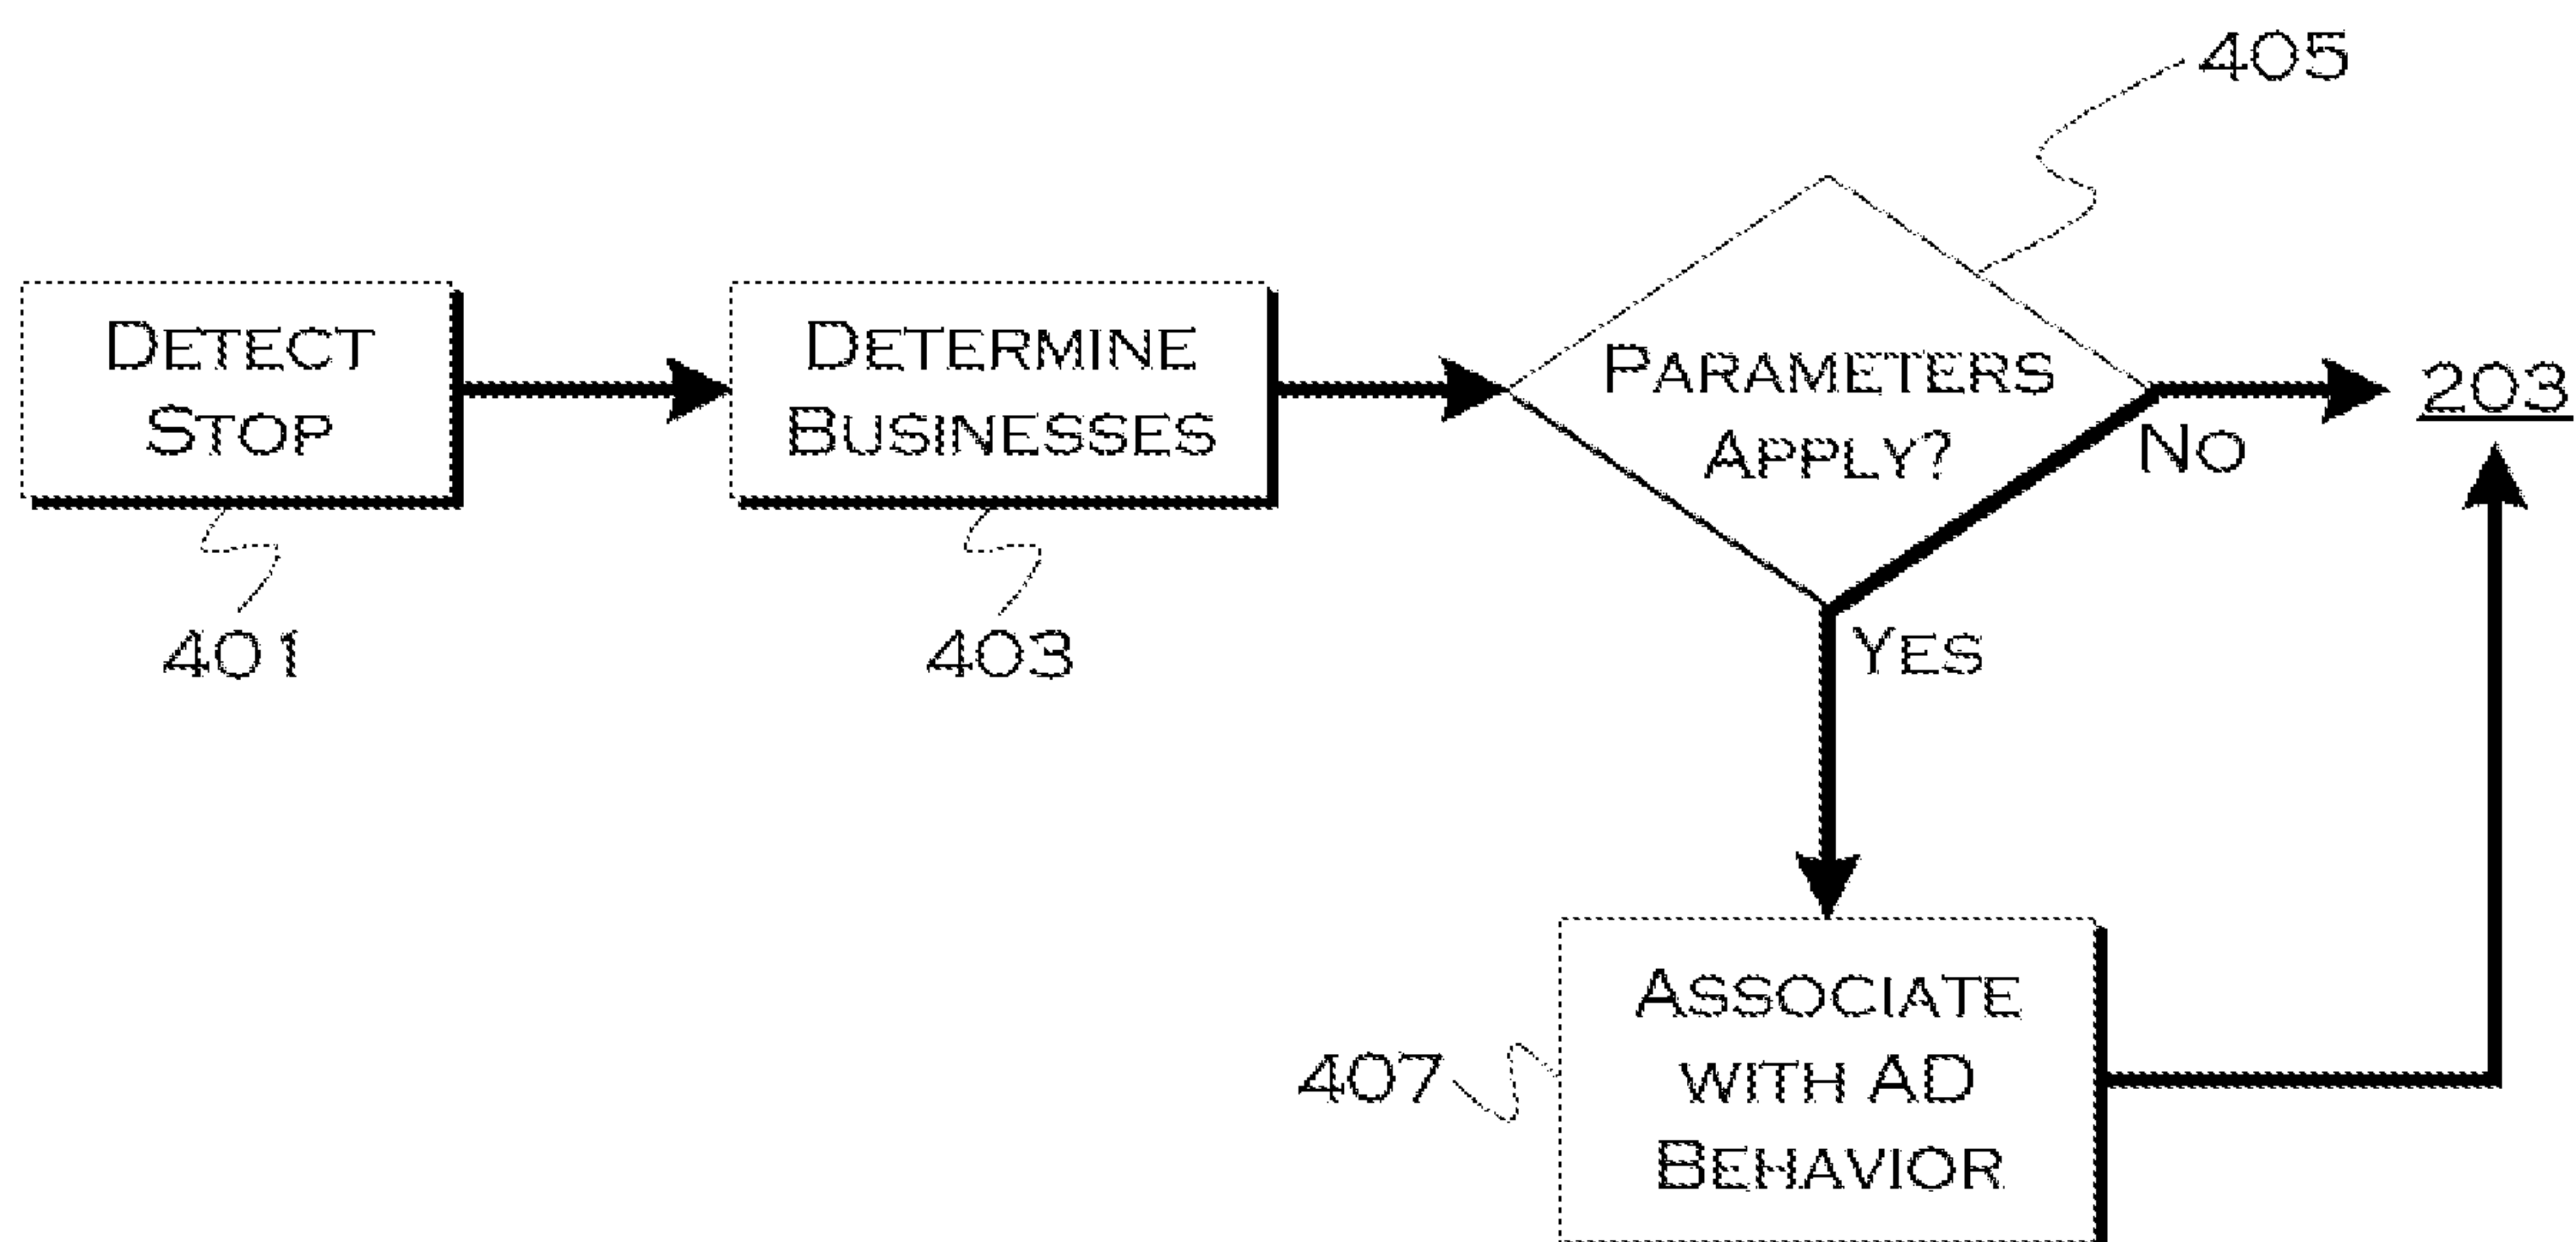 405
DETECT
STOP
401
DETERMINE
BUSINESSES
403
PARAMETERS
APPLY?
NO
203
YES
ASSOCIATE
WITH AD
BEHAVIOR
407